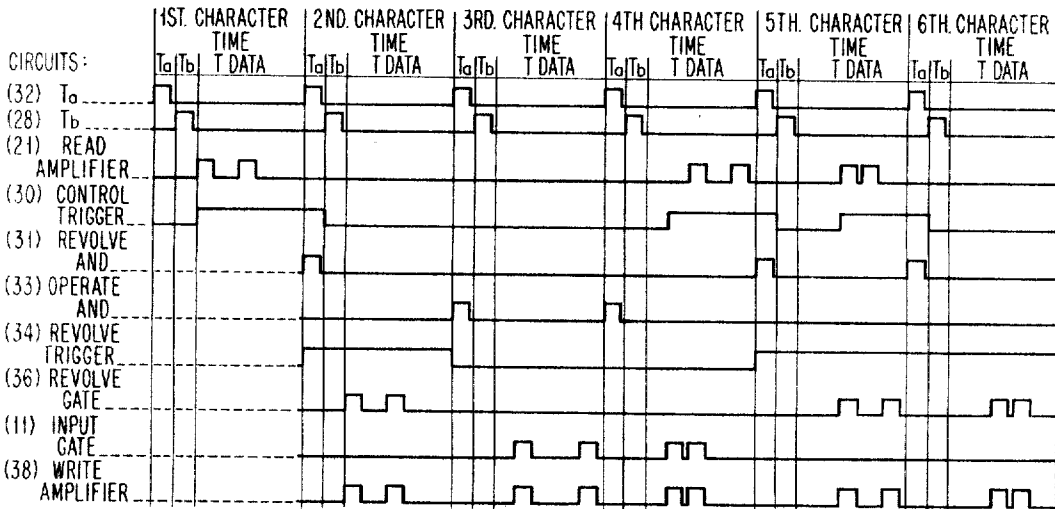 1ST. CHARACTER TIME
2ND. CHARACTER TIME
3RD. CHARACTER TIME
4TH CHARACTER TIME
5TH. CHARACTER TIME
6TH. CHARACTER TIME
CIRCUITS:
Ta Tb T DATA Ta Tb T DATA Ta Tb T DATA Ta Tb T DATA Ta Tb T DATA Ta Tb T DATA
(32) Ta
(28) Tb
(21) READ
AMPLIFIER
(30) CONTROL
TRIGGER
(31) REVOLVE
AND
(33) OPERATE
AND
(34) REVOLVE
TRIGGER
(36) REVOLVE
GATE
(11) INPUT
GATE
(38) WRITE
AMPLIFIER